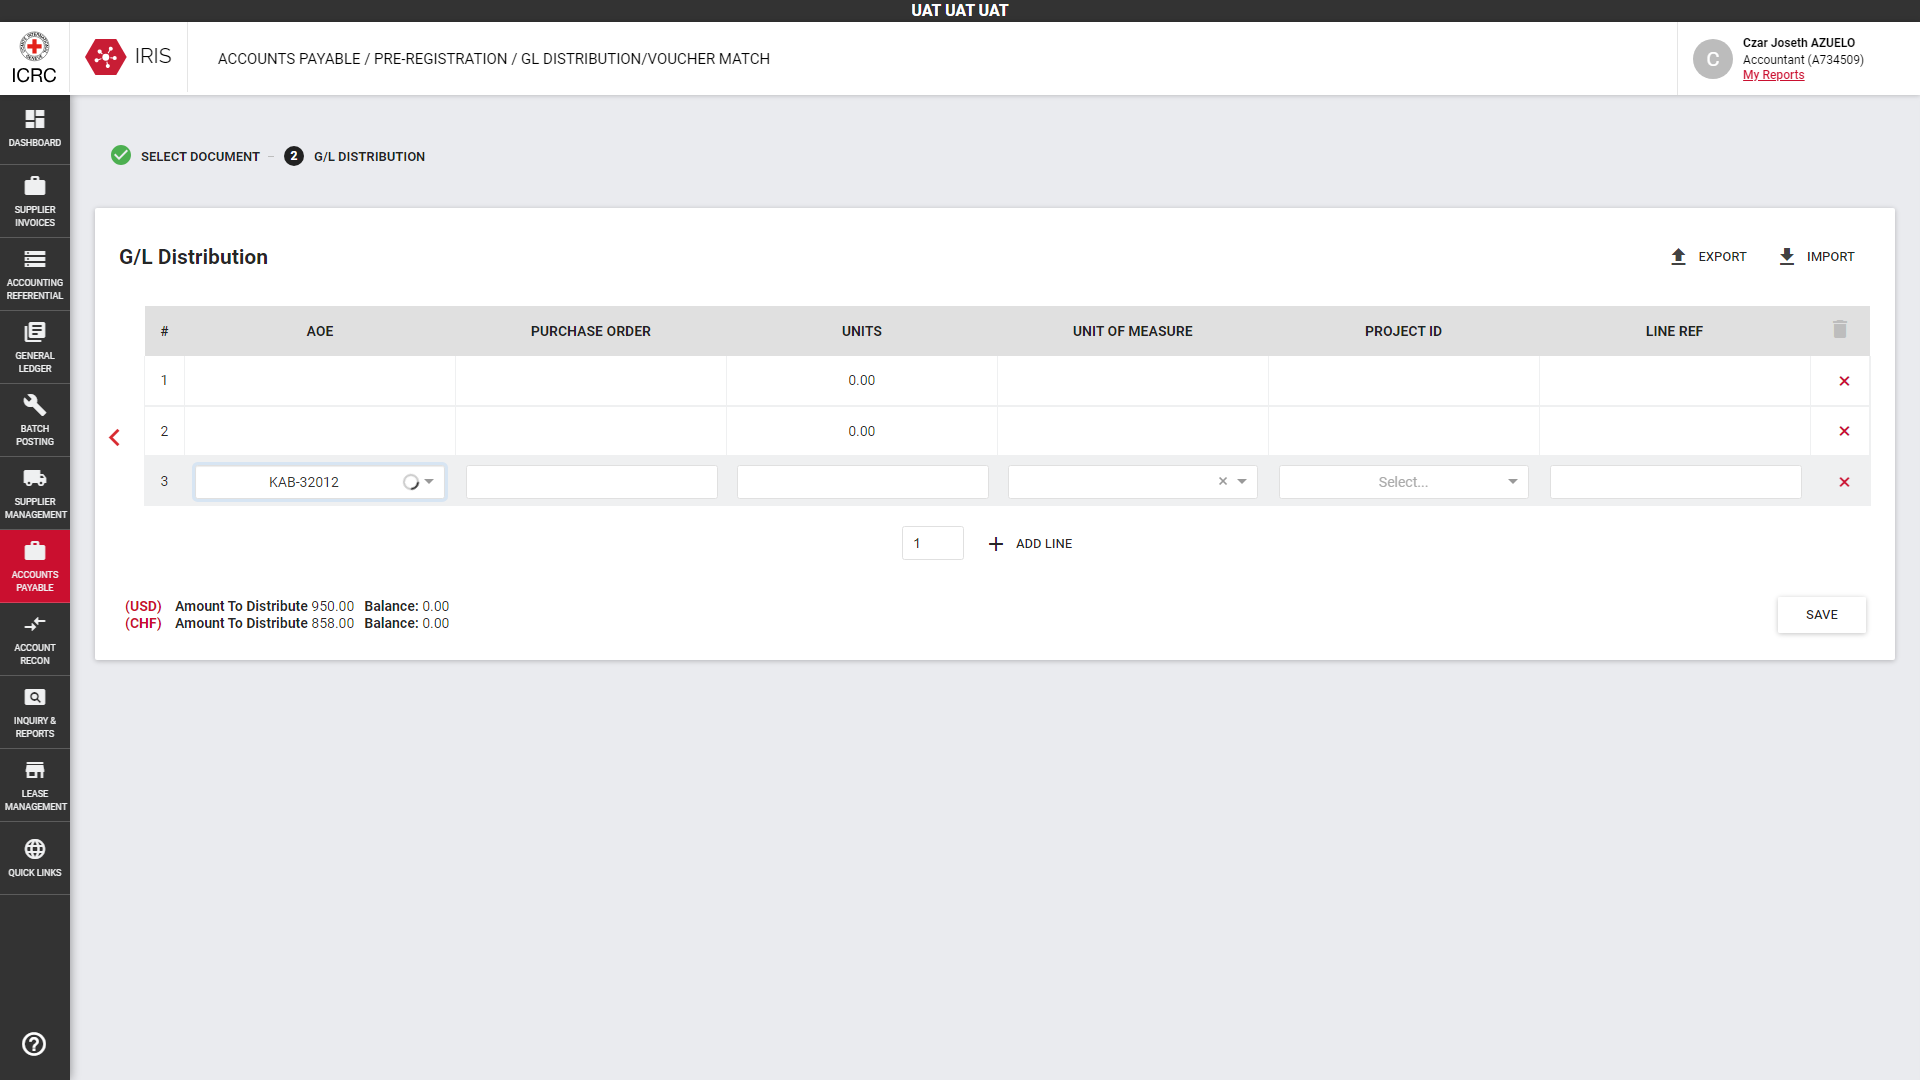 UAT UAT UAT
ICRC
IRIS
ACCOUNTS PAYABLE / PRE-REGISTRATION / GL DISTRIBUTION/VOUCHER MATCH
C
Czar Joseth AZUELO
Accountant (A734509)
My Reports
DASHBOARD
SUPPLIER
INVOICES
ACCOUNTING
REFERENTIAL
GENERAL
LEDGER
BATCH
POSTING
SUPPLIER
MANAGEMENT
ACCOUNTS
PAYABLE
ACCOUNT
RECON
INQUIRY &
REPORTS
LEASE
MANAGEMENT
QUICK LINKS
SELECT DOCUMENT
2 G/L DISTRIBUTION
G/L Distribution
EXPORT
IMPORT
# AOE PURCHASE ORDER UNITS UNIT OF MEASURE PROJECT ID LINE REF
1 0.00
2 0.00
3 KAB-32012 Select...
1 ADD LINE
(USD) Amount To Distribute 950.00 Balance: 0.00
(CHF) Amount To Distribute 858.00 Balance: 0.00
SAVE